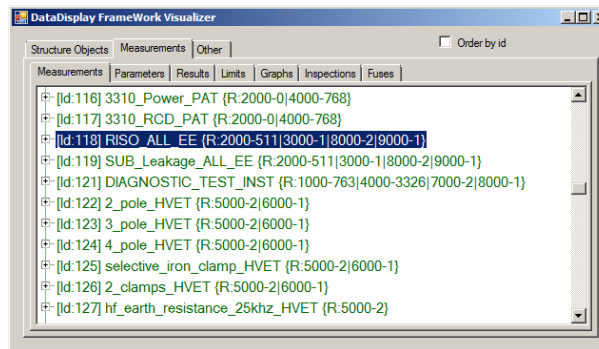 DataDisplay FrameWork Visualizer
Structure Objects Measurements Other Order by id
Measurements Parameters Results Limits Graphs Inspections Fuses
[Id:116] 3310_Power_PAT {R:2000-0|4000-768}
[Id:117] 3310_RCD_PAT {R:2000-0|4000-768}
[Id:118] RISO_ALL_EE {R:2000-511|3000-1|8000-2|9000-1}
[Id:119] SUB_Leakage_ALL_EE {R:2000-511|3000-1|8000-2|9000-1}
[Id:121] DIAGNOSTIC_TEST_INST {R:1000-763|4000-3326|7000-2|8000-1}
[Id:122] 2_pole_HVET {R:5000-2|6000-1}
[Id:123] 3_pole_HVET {R:5000-2|6000-1}
[Id:124] 4_pole_HVET {R:5000-2|6000-1}
[Id:125] selective_iron_clamp_HVET {R:5000-2|6000-1}
[Id:126] 2_clamps_HVET {R:5000-2|6000-1}
[Id:127] hf_earth_resistance_25khz_HVET {R:5000-2}